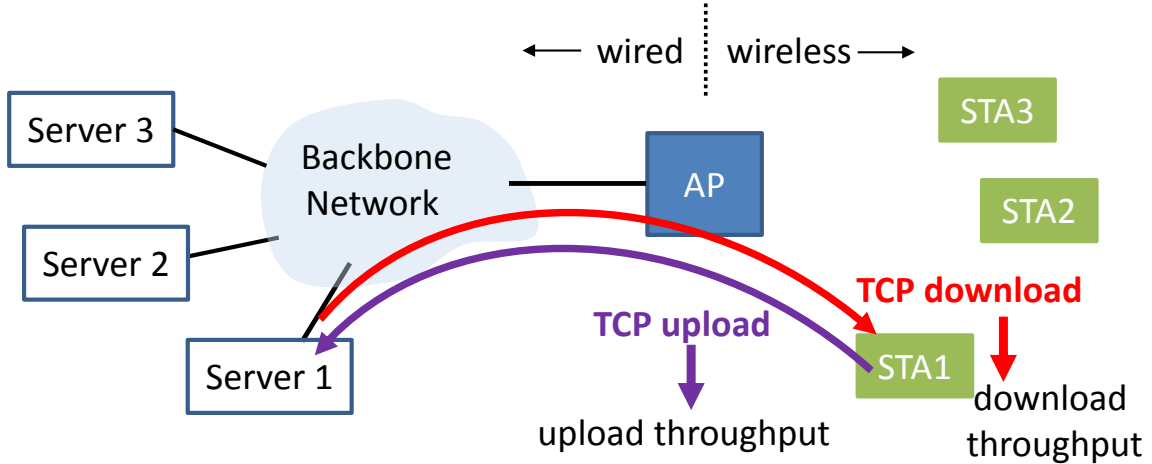 wired
wireless
Server 3
Backbone
Network
AP
STA3
STA2
Server 2
TCP download
TCP upload
Server 1
STA1
download
throughput
upload throughput